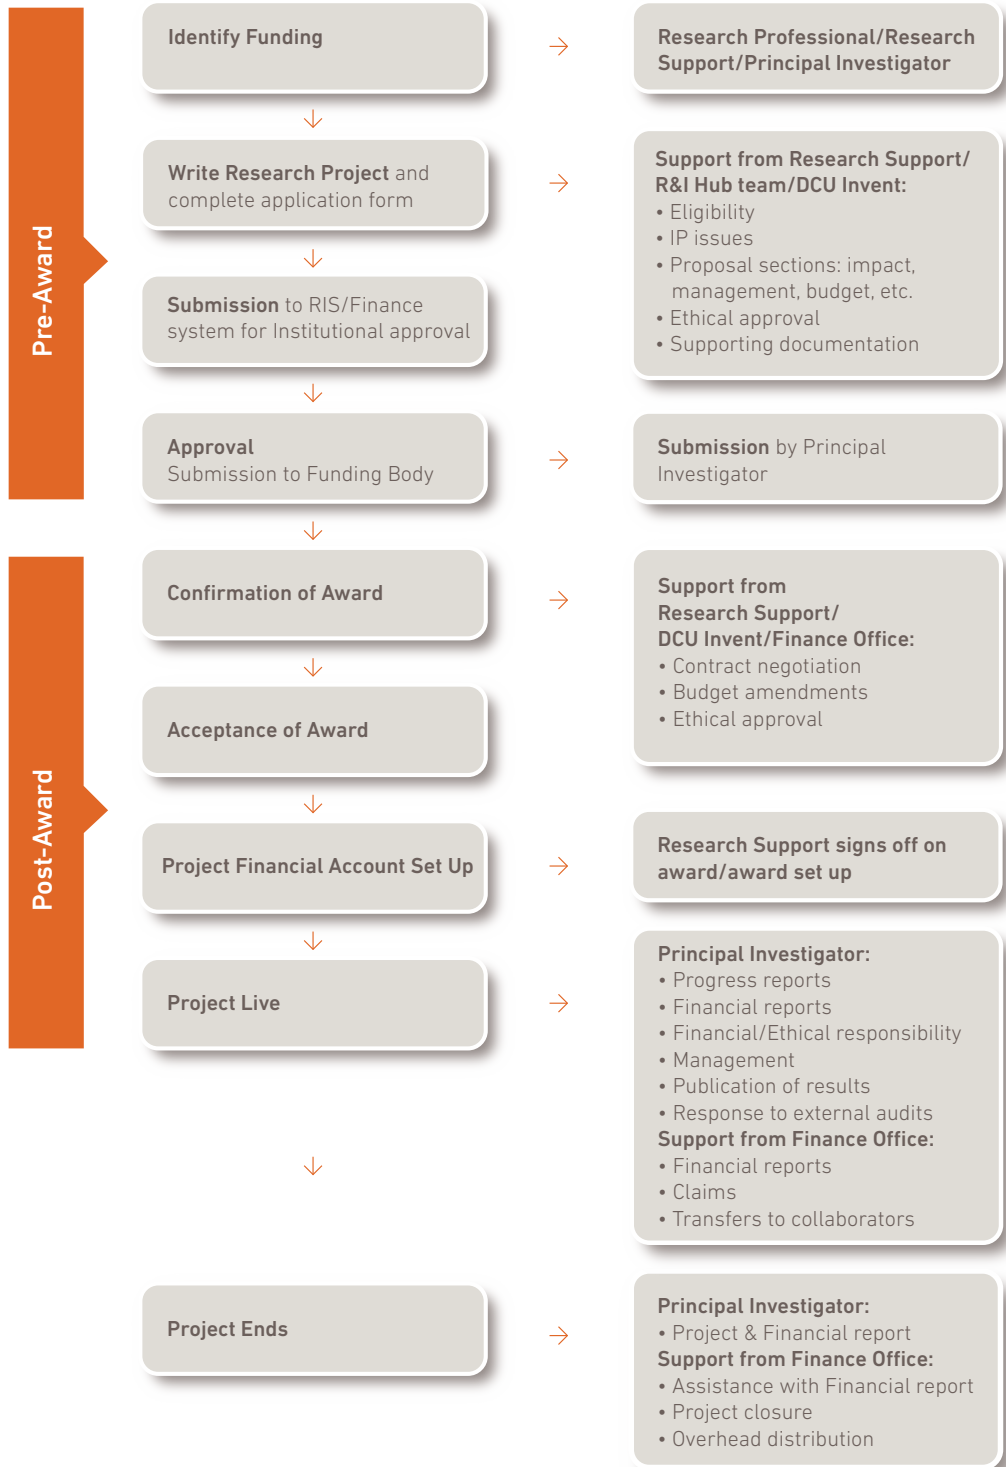 Pre-Award
Identify Funding
Research Professional/Research
Support/Principal Investigator
Write Research Project and
complete application form
Support from Research Support/
R&I Hub team/DCU Invent:
• Eligibility
• IP issues
• Proposal sections: impact,
management, budget, etc.
• Ethical approval
• Supporting documentation
Submission to RIS/Finance
system for Institutional approval
Approval
Submission to Funding Body
Submission by Principal
Investigator
Post-Award
Confirmation of Award
Support from
Research Support/
DCU Invent/Finance Office:
• Contract negotiation
• Budget amendments
• Ethical approval
Acceptance of Award
Project Financial Account Set Up
Research Support signs off on
award/award set up
Project Live
Principal Investigator:
• Progress reports
• Financial reports
• Financial/Ethical responsibility
• Management
• Publication of results
• Response to external audits
Support from Finance Office:
• Financial reports
• Claims
• Transfers to collaborators
Project Ends
Principal Investigator:
• Project & Financial report
Support from Finance Office:
• Assistance with Financial report
• Project closure
• Overhead distribution